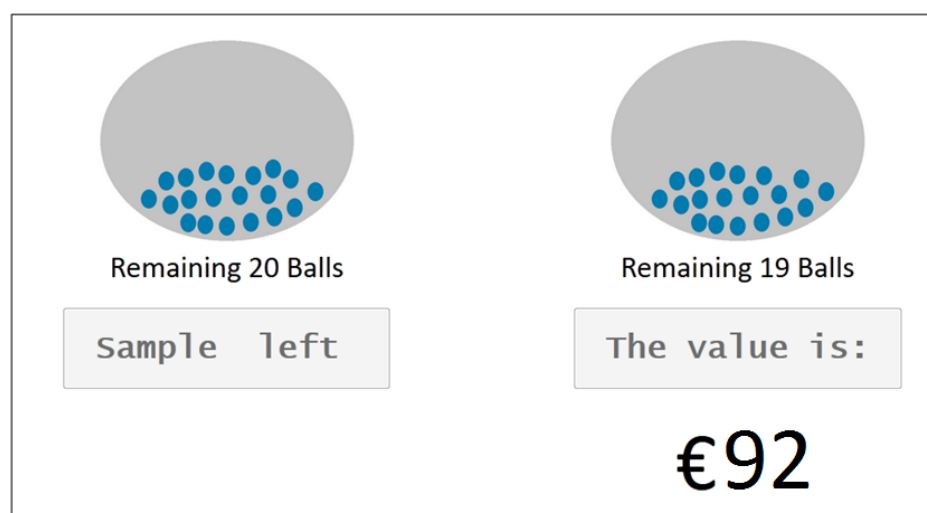 Remaining 20 Balls
Remaining 19 Balls
Sample left
The value is:
€92